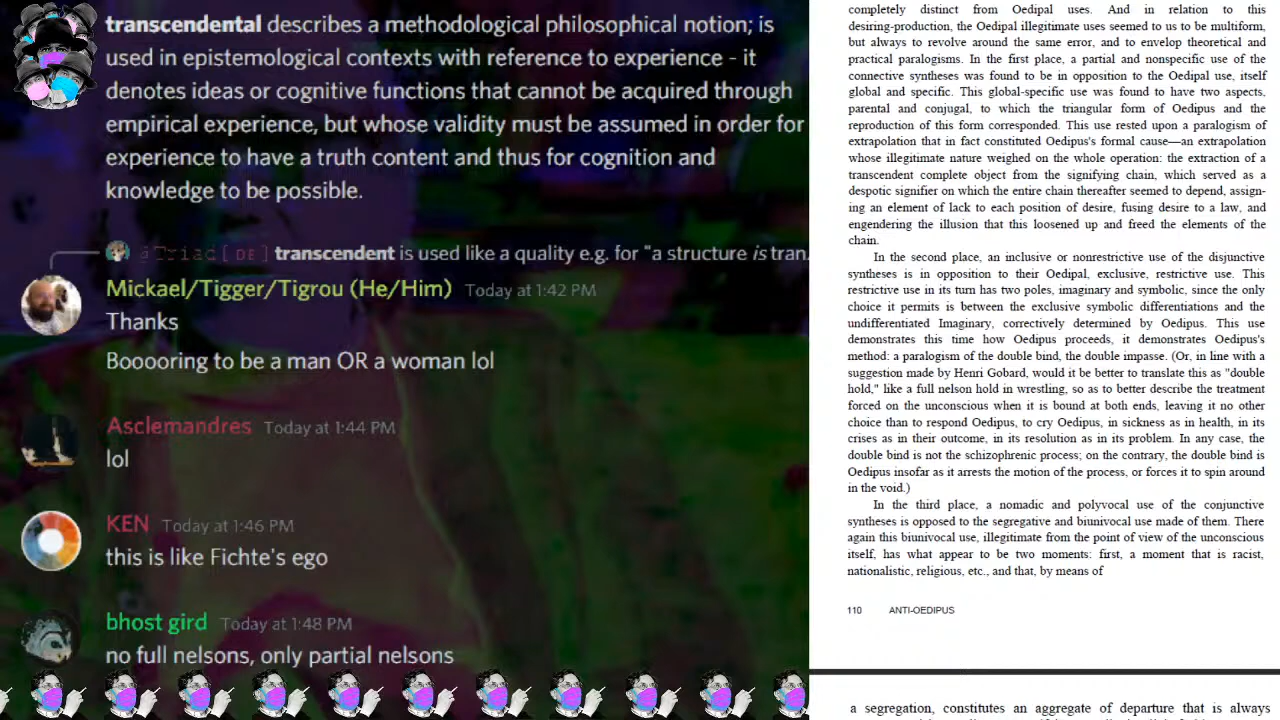 transcendental describes a methodological philosophical notion; is
used in epistemological contexts with reference to experience - it
denotes ideas or cognitive functions that cannot be acquired through
empirical experience, but whose validity must be assumed in order for
experience to have a truth content and thus for cognition and
knowledge to be possible.
@Triad[DE] transcendent is used like a quality e.g. for "a structure is tran.
Mickael/Tigger/Tigrou (He/Him) Today at 1:42 PM
Thanks
Booooring to be a man OR a woman lol
Asclemandres Today at 1:44 PM
lol
KEN Today at 1:46 PM
this is like Fichte's ego
bhost gird Today at 1:48 PM
no full nelsons, only partial nelsons
completely distinct from Oedipal uses. And in relation to this
desiring-production, the Oedipal illegitimate uses seemed to us to be multiform,
but always to revolve around the same error, and to envelop theoretical and
practical paralogisms. In the first place, a partial and nonspecific use of the
connective syntheses was found to be in opposition to the Oedipal use, itself
global and specific. This global-specific use was found to have two aspects,
parental and conjugal, to which the triangular form of Oedipus and the
reproduction of this form corresponded. This use rested upon a paralogism of
extrapolation that in fact constituted Oedipus's formal cause—an extrapolation
whose illegitimate nature weighed on the whole operation: the extraction of a
transcendent complete object from the signifying chain, which served as a
despotic signifier on which the entire chain thereafter seemed to depend, assign-
ing an element of lack to each position of desire, fusing desire to a law, and
engendering the illusion that this loosened up and freed the elements of the
chain.
In the second place, an inclusive or nonrestrictive use of the disjunctive
syntheses is in opposition to their Oedipal, exclusive, restrictive use. This
restrictive use in its turn has two poles, imaginary and symbolic, since the only
choice it permits is between the exclusive symbolic differentiations and the
undifferentiated Imaginary, correctively determined by Oedipus. This use
demonstrates this time how Oedipus proceeds, it demonstrates Oedipus's
method: a paralogism of the double bind, the double impasse. (Or, in line with a
suggestion made by Henri Gobard, would it be better to translate this as "double
hold," like a full nelson hold in wrestling, so as to better describe the treatment
forced on the unconscious when it is bound at both ends, leaving it no other
choice than to respond Oedipus, to cry Oedipus, in sickness as in health, in its
crises as in their outcome, in its resolution as in its problem. In any case, the
double bind is not the schizophrenic process; on the contrary, the double bind is
Oedipus insofar as it arrests the motion of the process, or forces it to spin around
in the void.)
In the third place, a nomadic and polyvocal use of the conjunctive
syntheses is opposed to the segregative and biunivocal use made of them. There
again this biunivocal use, illegitimate from the point of view of the unconscious
itself, has what appear to be two moments: first, a moment that is racist,
nationalistic, religious, etc., and that, by means of
110 ANTI-OEDIPUS
a segregation, constitutes an aggregate of departure that is always